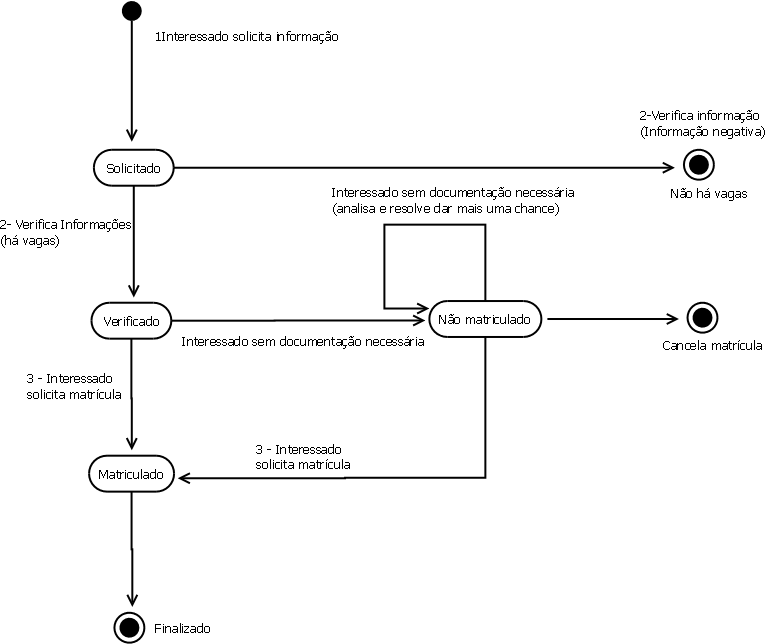 1Interessado solicita informação
2-Verifica informação
(Informação negativa)
Solicitado
Não há vagas
Interessado sem documentação necessária
(analisa e resolve dar mais uma chance)
2- Verifica Informações
(há vagas)
Verificado
Não matriculado
Interessado sem documentação necessária
Cancela matrícula
3 - Interessado
solicita matrícula
3 - Interessado
solicita matrícula
Matriculado
Finalizado